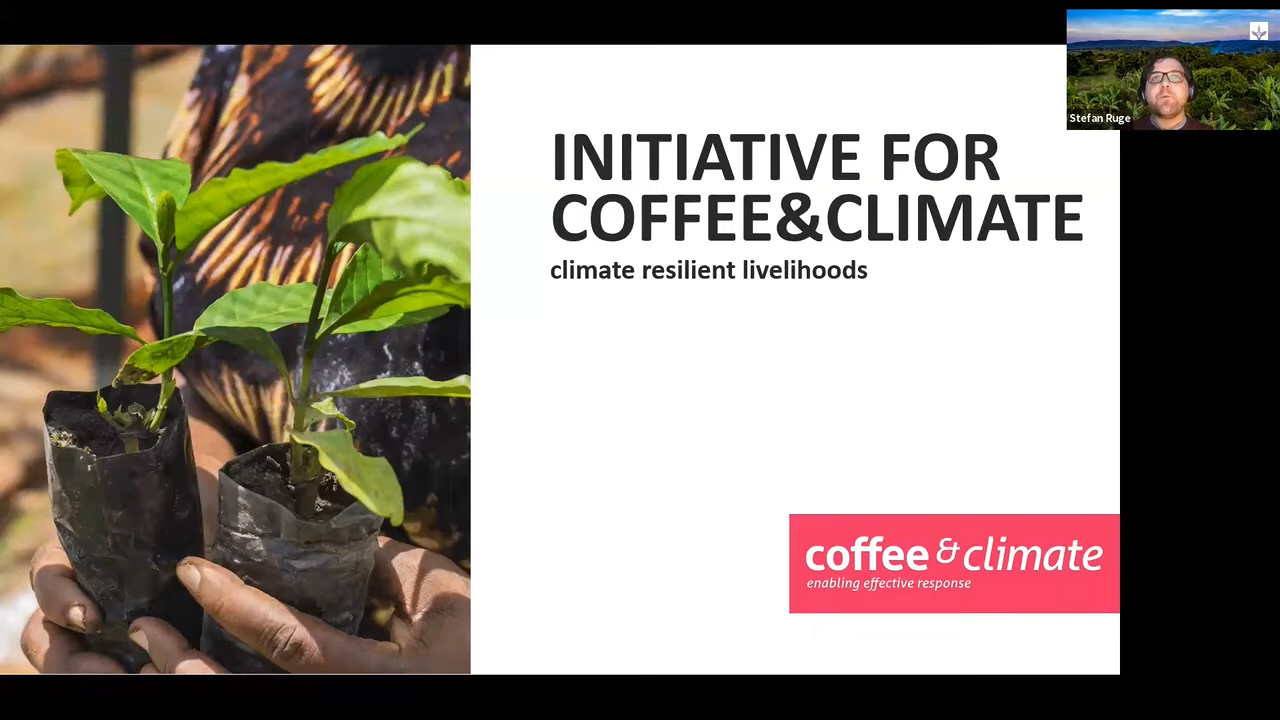 Stefan Ruge
INITIATIVE FOR
COFFEE&CLIMATE
climate resilient livelihoods
coffee & climate
enabling effective response